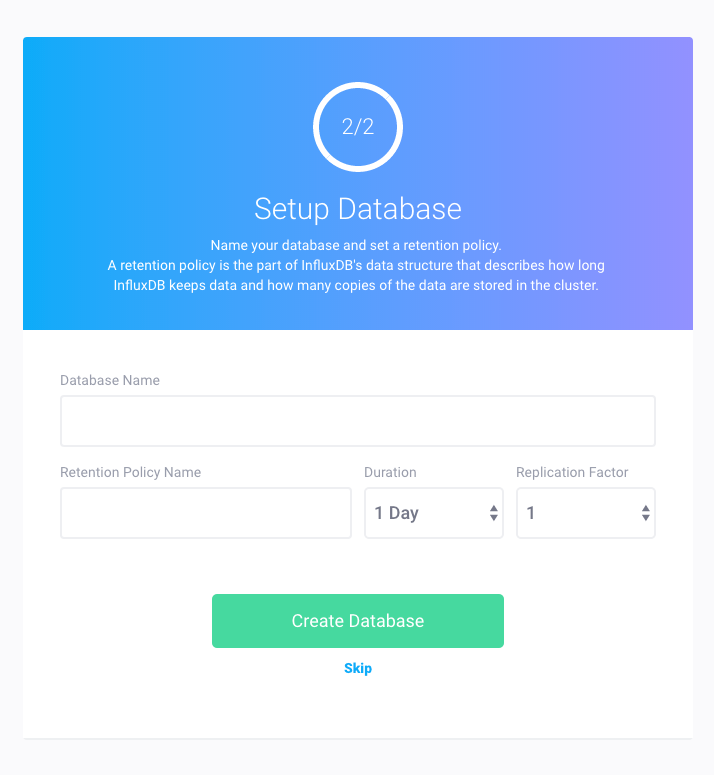 2/2
Setup Database
Name your database and set a retention policy.
A retention policy is the part of InfluxDB's data structure that describes how long
InfluxDB keeps data and how many copies of the data are stored in the cluster.
Database Name
Retention Policy Name Duration Replication Factor
1 Day 1
Create Database
Skip